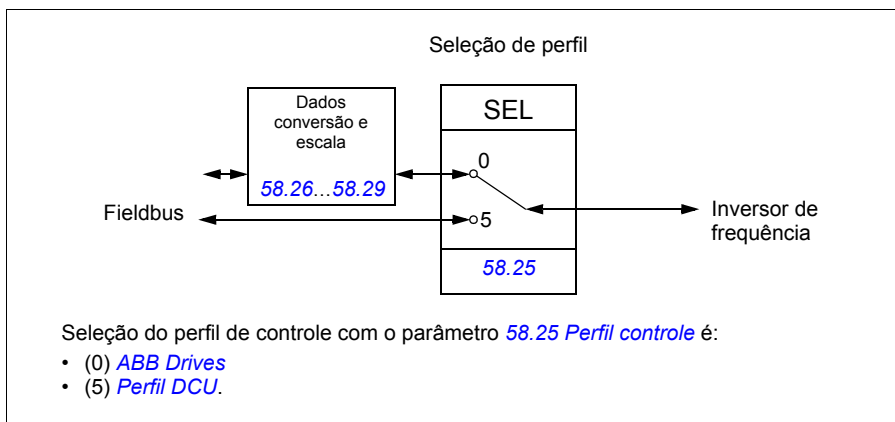 Seleção de perfil
Dados
conversão e
escala
58.26...58.29
SEL
0
5
58.25
Fieldbus
Inversor de
frequência
Seleção do perfil de controle com o parâmetro 58.25 Perfil controle é:
• (0) ABB Drives
• (5) Perfil DCU.